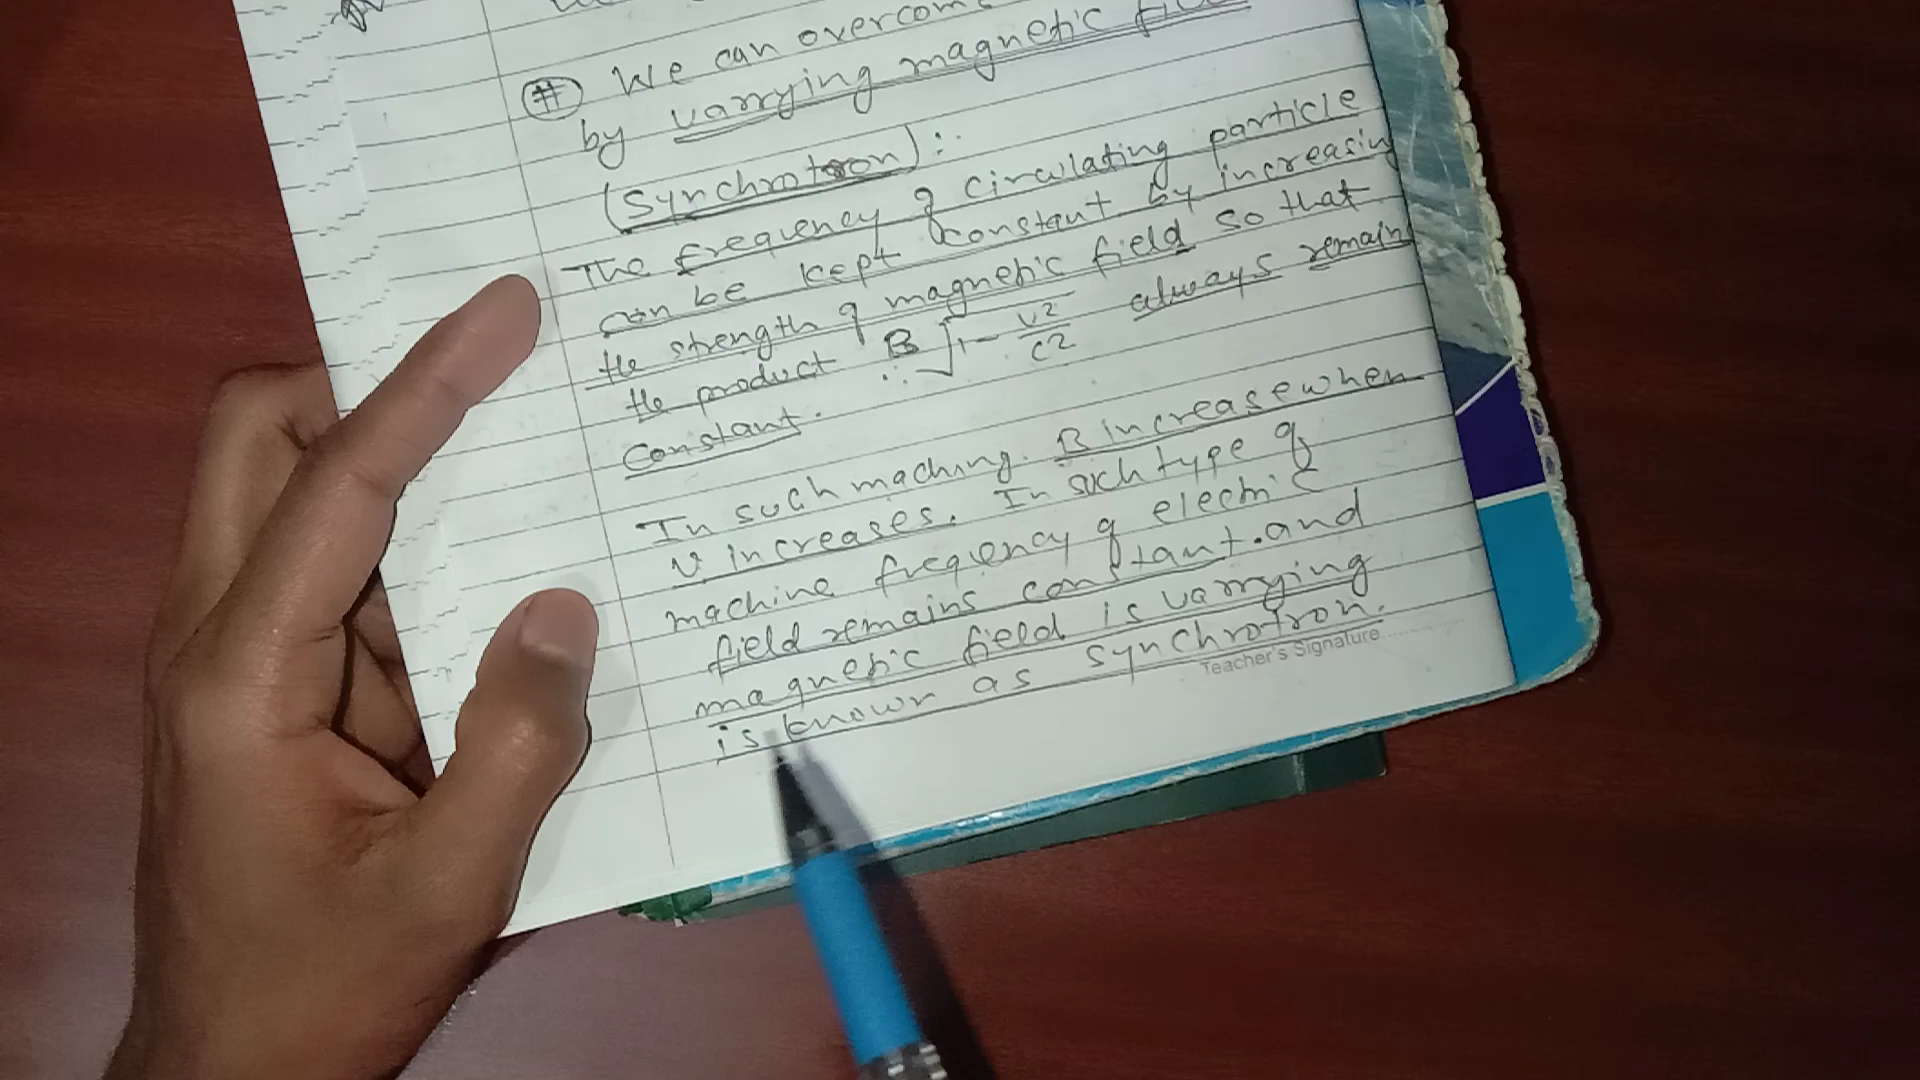 # We can overcom
by varrying magnetic
(Synchrotron) :-
The frequency of circulating particle
can be kept constant by increasing
the strength of magnetic field so that
the product ∴ B √1 - v2/c2 always remain
constant.
In such maching. B increase when
v increases. In such type of
machine frequency of electric
field remains constant. and
magnetic field is varrying
is known as synchrotron.
Teacher's Signature